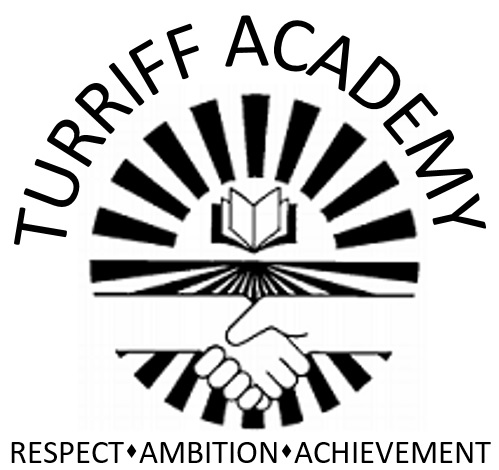 TURRIFF ACADEMY
RESPECT♦AMBITION♦ACHIEVEMENT